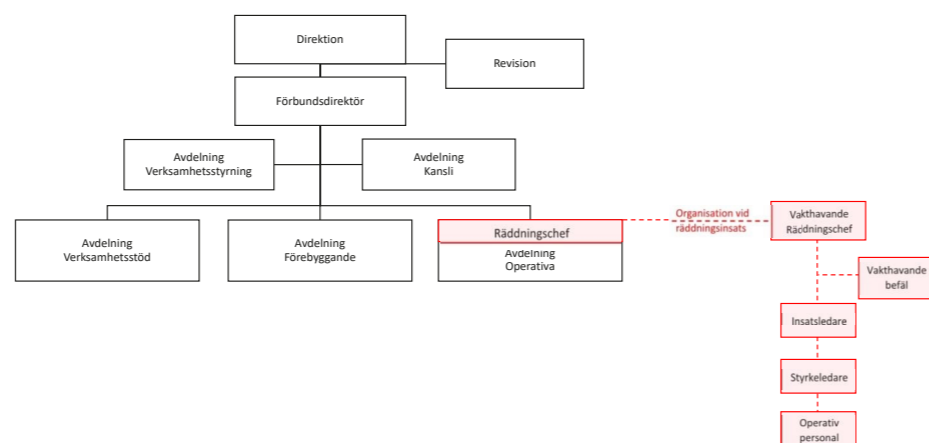 Direktion
Revision
Förbundsdirektör
Avdelning
Verksamhetsstyrning
Avdelning
Kansli
Avdelning
Verksamhetsstöd
Avdelning
Förebyggande
Räddningschef
Avdelning
Operativa
Organisation vid
räddningsinsats
Vakthavande
Räddningschef
Vakthavande
befäl
Insatsledare
Styrkeledare
Operativ
personal